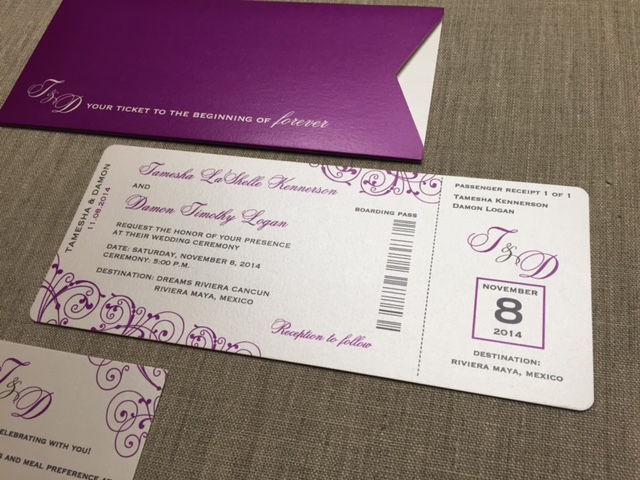 T & D YOUR TICKET TO THE BEGINNING OF forever
TAMESHA & DAMON
11.08.2014
Tamesha LaShelle Kennerson
AND
Damon Timothy Logan
REQUEST THE HONOR OF YOUR PRESENCE
AT THEIR WEDDING CEREMONY
DATE: SATURDAY, NOVEMBER 8, 2014
CEREMONY: 5:00 P.M.
DESTINATION: DREAMS RIVIERA CANCUN
RIVIERA MAYA, MEXICO
Reception to follow
BOARDING PASS
PASSENGER RECEIPT 1 OF 1
Tamesha Kennerson
Damon Logan
T & D
NOVEMBER
8
2014
DESTINATION:
RIVIERA MAYA, MEXICO
T & D
CELEBRATING WITH YOU!
AND MEAL PREFERENCE